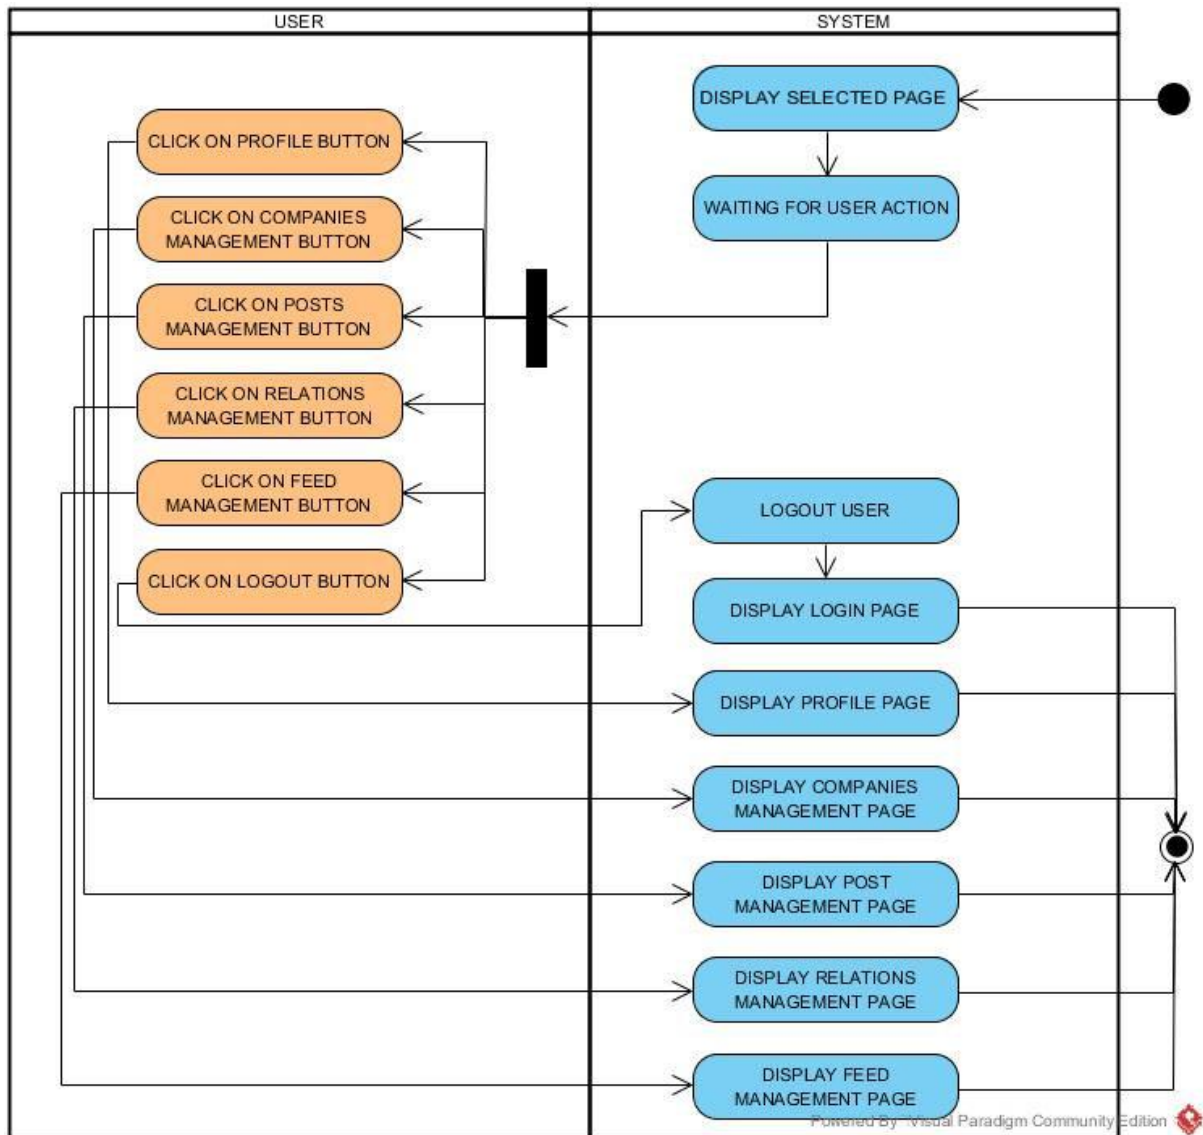 USER
SYSTEM
DISPLAY SELECTED PAGE
CLICK ON PROFILE BUTTON
WAITING FOR USER ACTION
CLICK ON COMPANIES
MANAGEMENT BUTTON
CLICK ON POSTS
MANAGEMENT BUTTON
CLICK ON RELATIONS
MANAGEMENT BUTTON
CLICK ON FEED
MANAGEMENT BUTTON
LOGOUT USER
CLICK ON LOGOUT BUTTON
DISPLAY LOGIN PAGE
DISPLAY PROFILE PAGE
DISPLAY COMPANIES
MANAGEMENT PAGE
DISPLAY POST
MANAGEMENT PAGE
DISPLAY RELATIONS
MANAGEMENT PAGE
DISPLAY FEED
MANAGEMENT PAGE
Powered By Visual Paradigm Community Edition